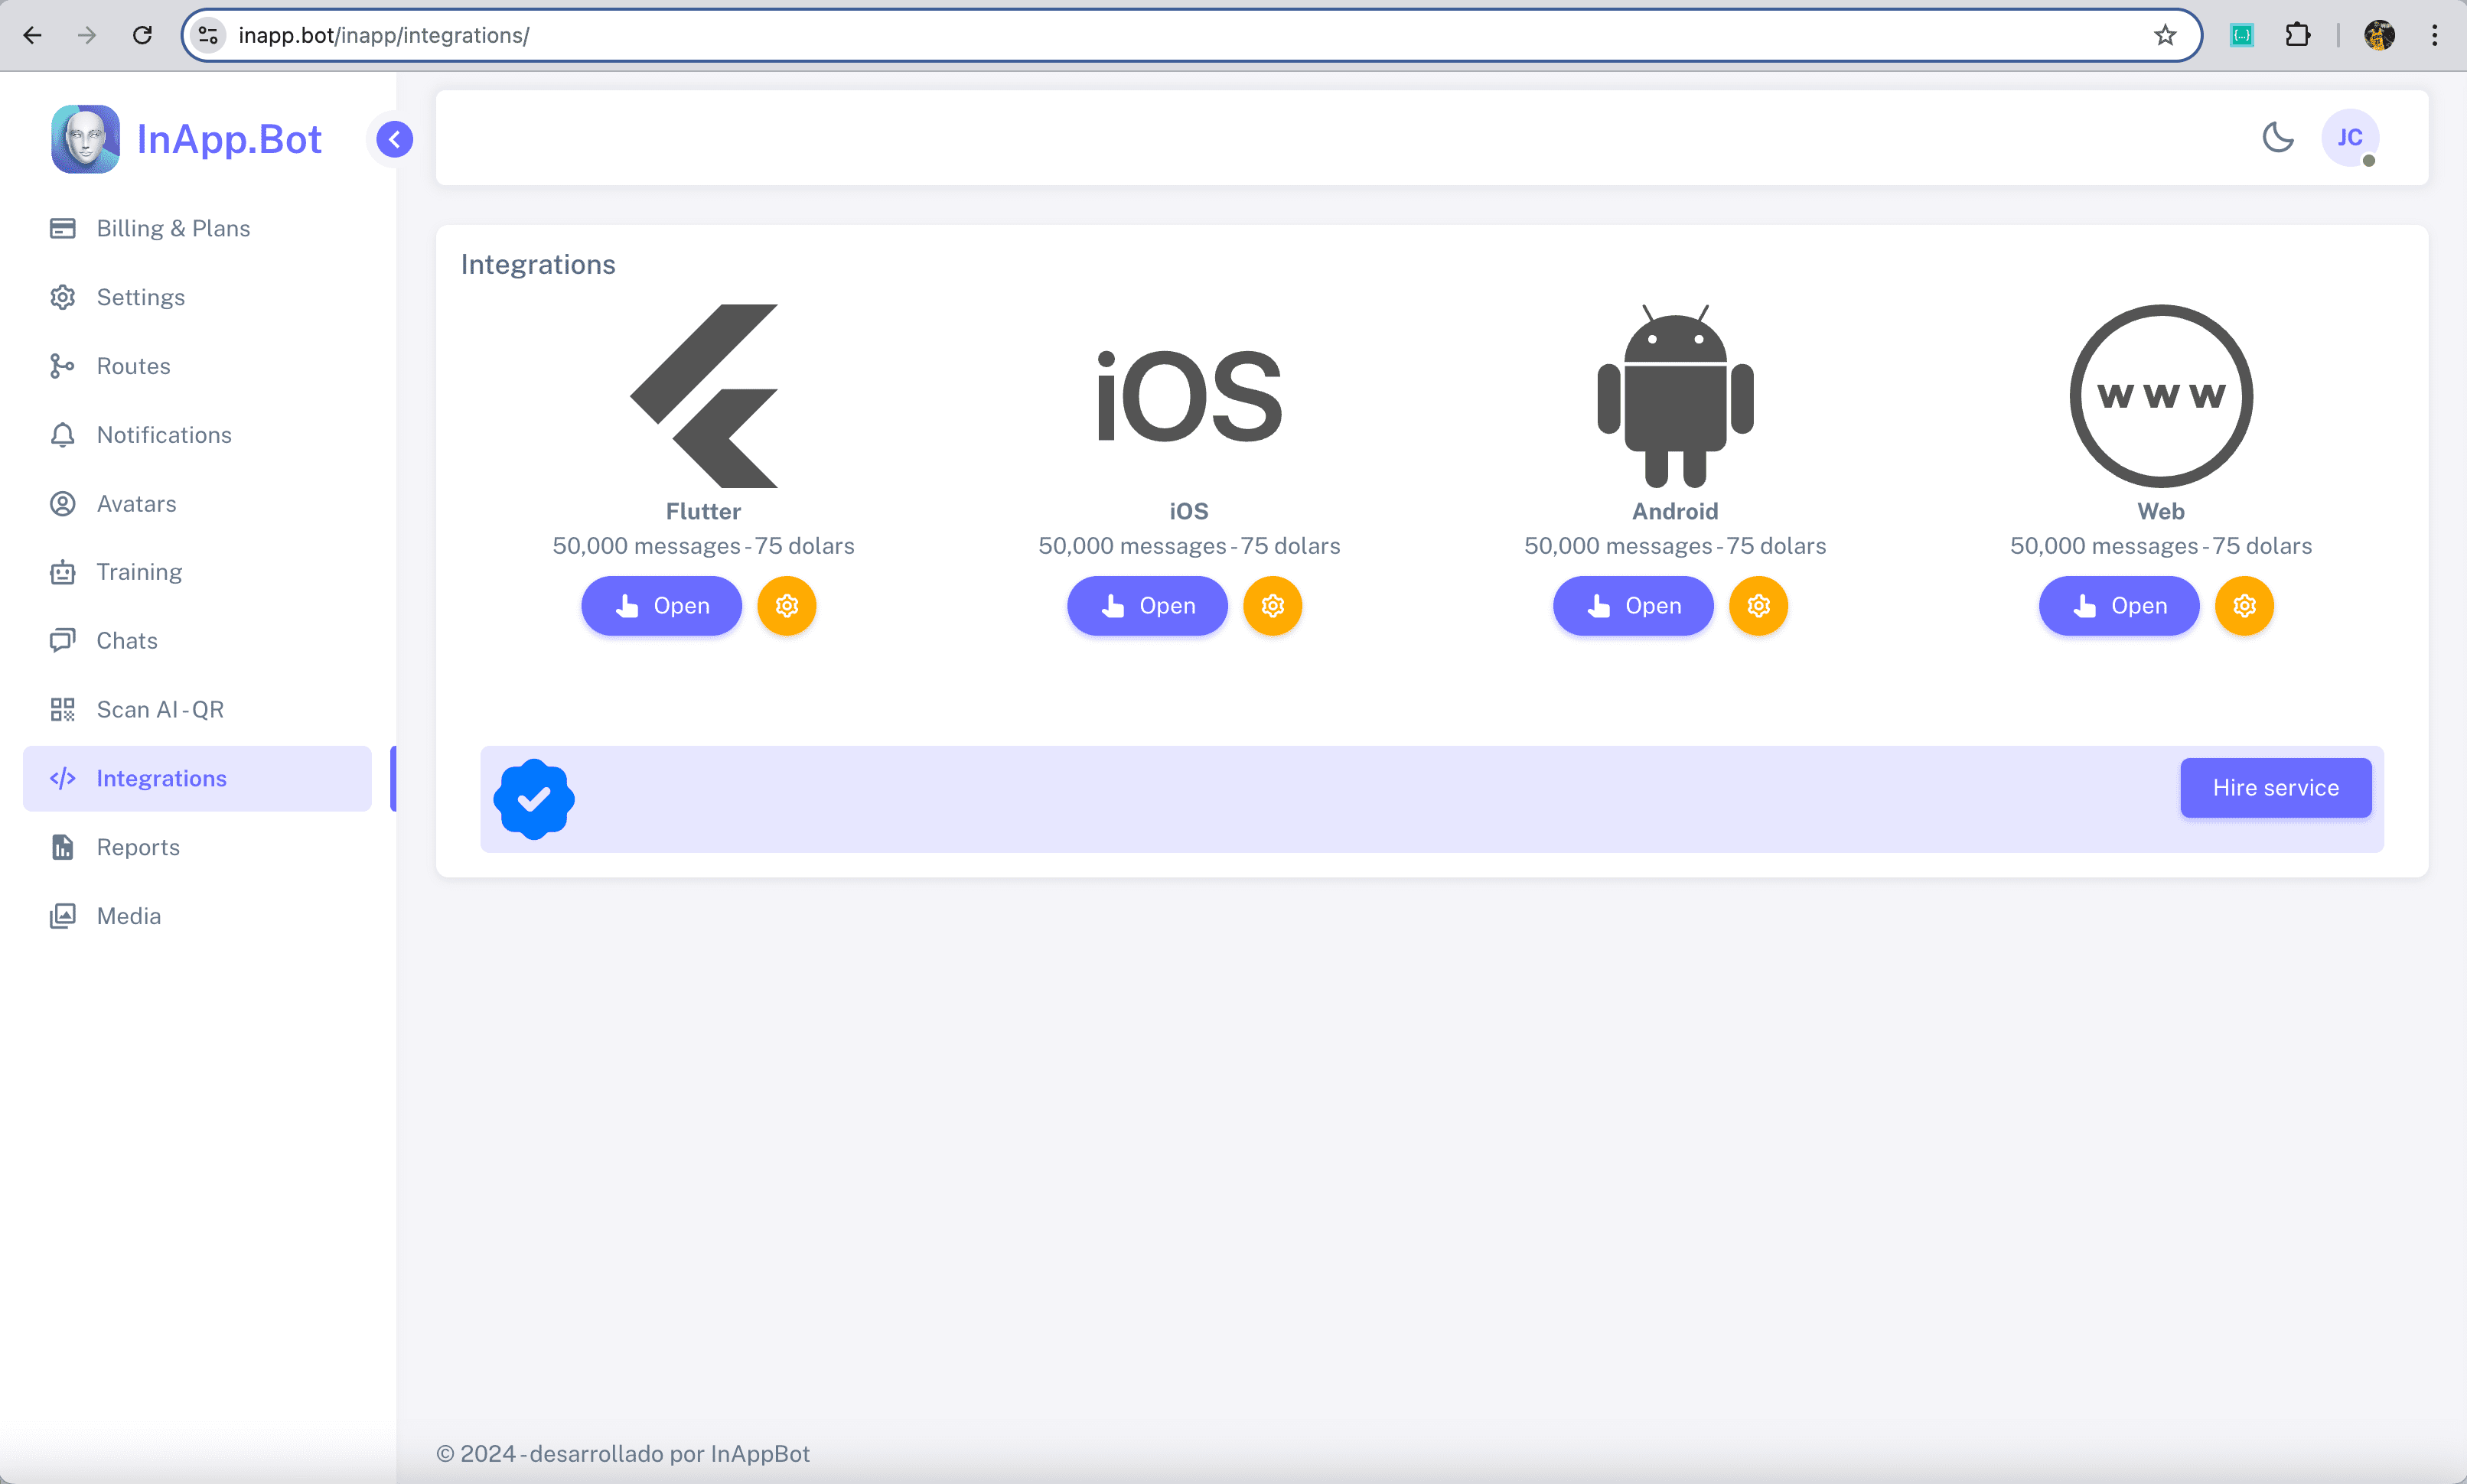 inapp.bot/inapp/integrations/
{...}
InApp.Bot
JC
Billing & Plans
Settings
Routes
Notifications
Avatars
Training
Chats
Scan AI - QR
Integrations
Reports
Media
Integrations
iOS
www
Flutter
50,000 messages - 75 dolars
Open
iOS
50,000 messages - 75 dolars
Open
Android
50,000 messages - 75 dolars
Open
Web
50,000 messages - 75 dolars
Open
Hire service
© 2024 - desarrollado por InAppBot